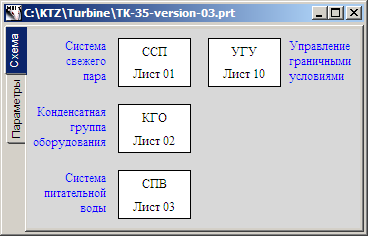 C:\KTZ\Turbine\TK-35-version-03.prt
Схема
Параметры
Система
свежего
пара
ССП
Лист 01
УГУ
Лист 10
Управление
граничными
условиями
Конденсатная
группа
оборудования
КГО
Лист 02
Система
питательной
воды
СПВ
Лист 03